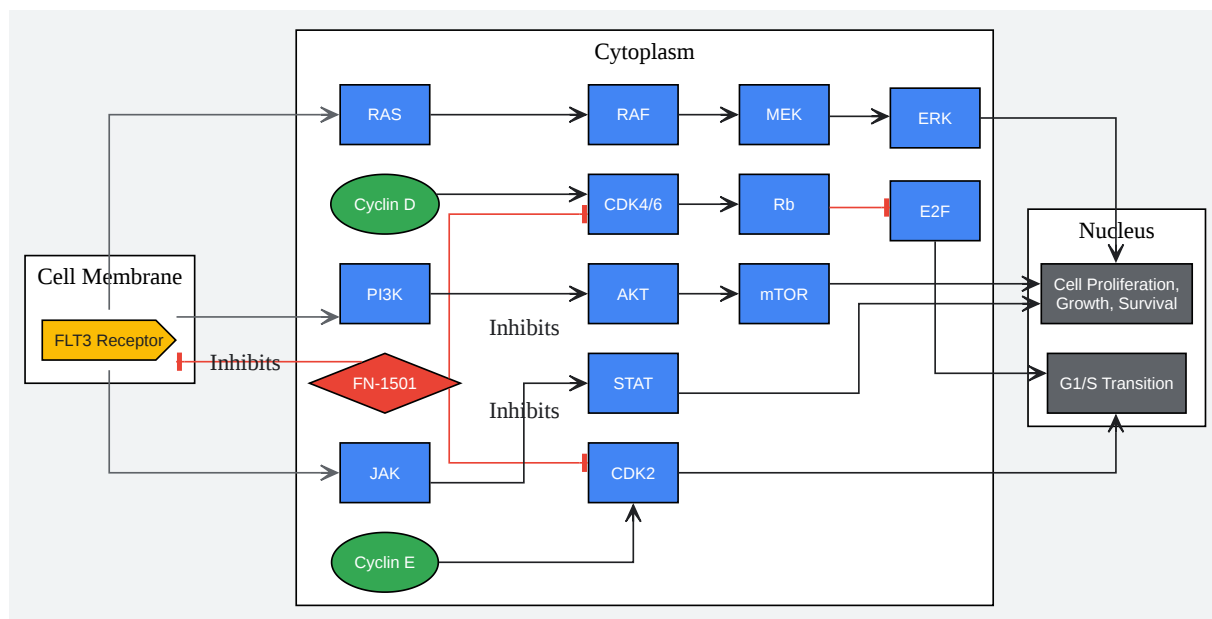 Cytoplasm
RAS
RAF
MEK
ERK
Cyclin D
CDK4/6
Rb
E2F
Nucleus
Cell Membrane
PI3K
AKT
mTOR
Cell Proliferation,
Growth, Survival
FLT3 Receptor
Inhibits
Inhibits
FN-1501
STAT
G1/S Transition
Inhibits
JAK
CDK2
Cyclin E